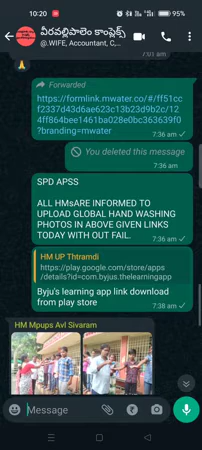 10:20
95%
వీరవల్లిపాలెం కాంప్లెక్స్
@.WIFE, Accountant, C,...
7:01 am
Forwarded
https://formlink.mwater.co/#/ff51cc
f2337d43d6ae623c13b23d9b2c/12
4ff864bee1461ba028e0bc363639f0
?branding=mwater
7:36 am
You deleted this message
7:36 am
SPD APSS
ALL HMsARE INFORMED TO
UPLOAD GLOBAL HAND WASHING
PHOTOS IN ABOVE GIVEN LINKS
TODAY WITH OUT FAIL.
7:36 am
HM UP Thtramdi
https://play.google.com/store/apps
/details?id=com.byjus.thelearningapp
Byju's learning app link download
from play store
7:38 am
HM Mpups Avl Sivaram
Message